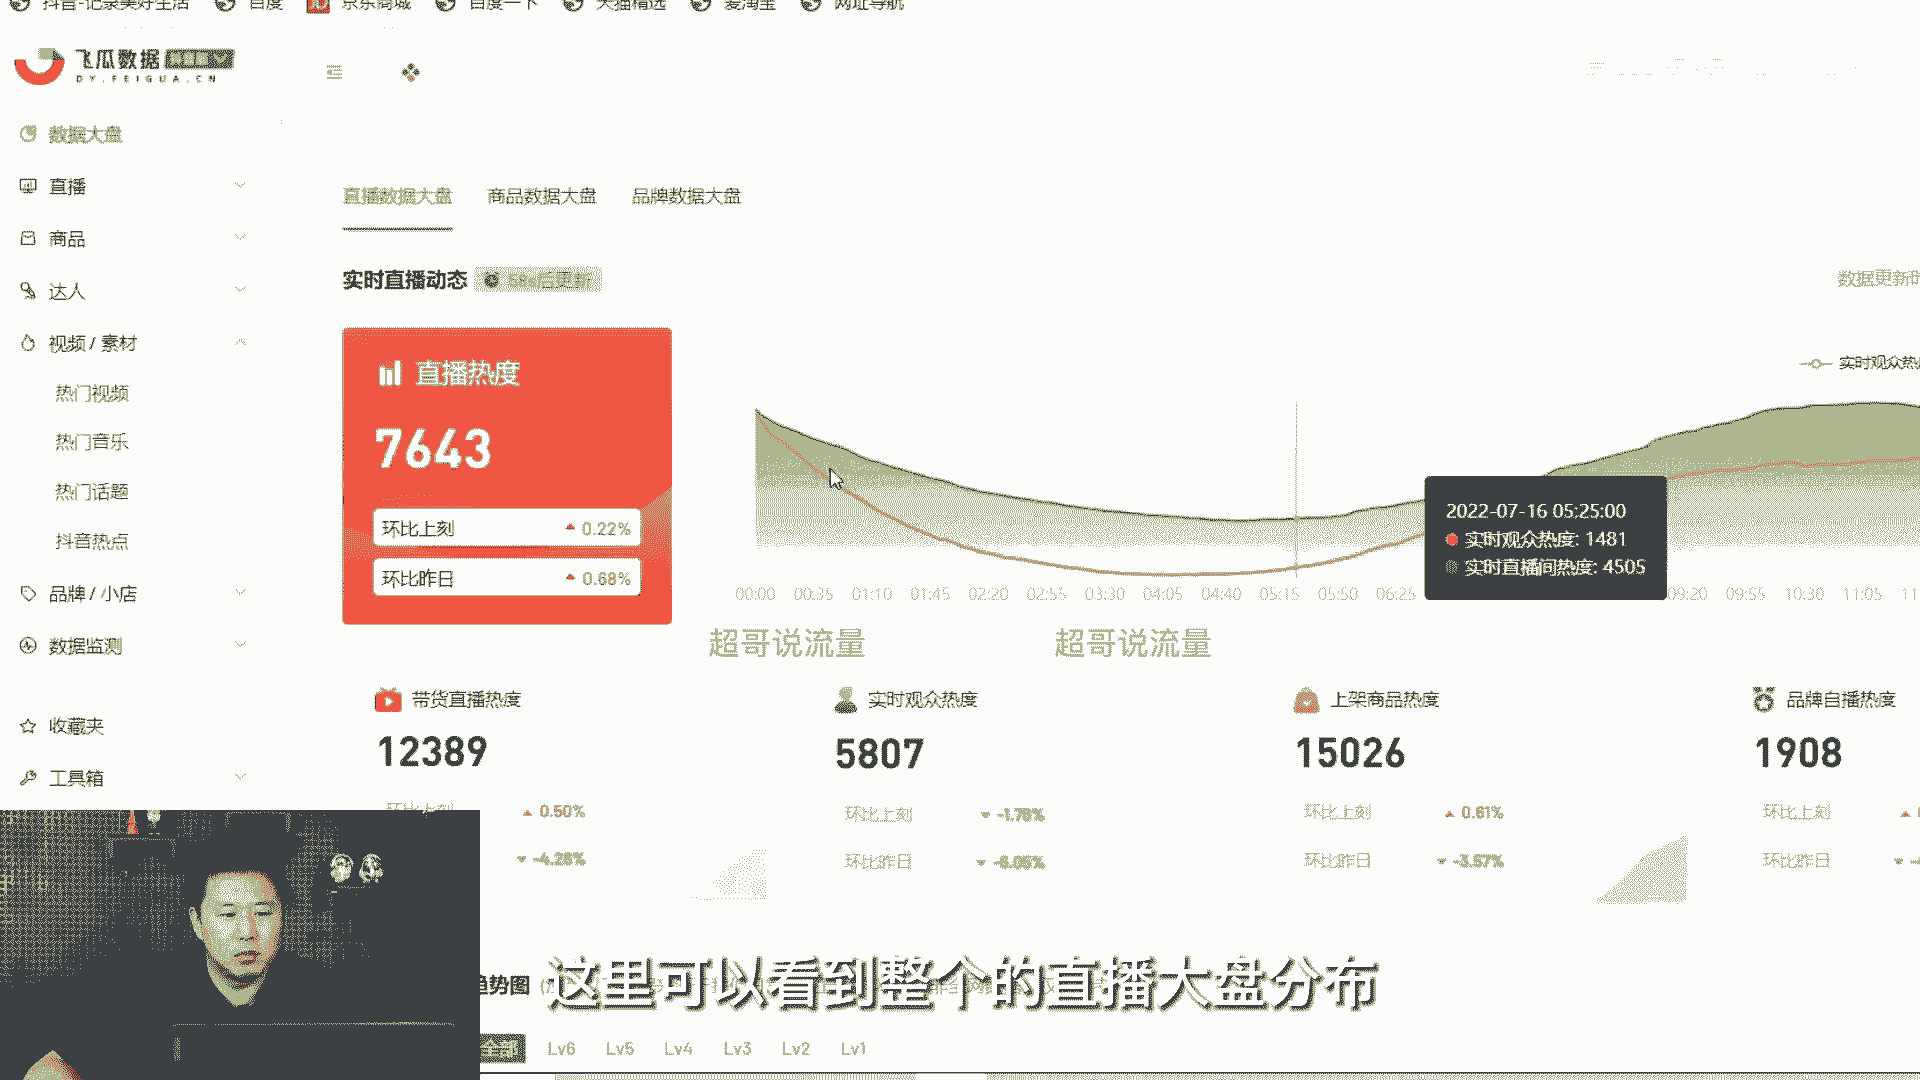 抖音-记录美好生活 百度 京东商城 百度一下 天猫精选 爱淘宝 网址导航
飞瓜数据
DY.FEIGUA.CN
数据大盘
直播
商品
达人
视频 / 素材
热门视频
热门音乐
热门话题
抖音热点
品牌 / 小店
数据监测
收藏夹
工具箱
直播数据大盘 商品数据大盘 品牌数据大盘
实时直播动态 58s后更新
数据更新时
直播热度
7643
环比上刻 0.22%
环比昨日 0.68%
实时观众热
2022-07-16 05:25:00
实时观众热度: 1481
实时直播间热度: 4505
00:00 00:35 01:10 01:45 02:20 02:55 03:30 04:05 04:40 05:15 05:50 06:25 09:20 09:55 10:30 11:05 11
超哥说流量 超哥说流量
带货直播热度 实时观众热度 上架商品热度 品牌自播热度
12389 5807 15026 1908
环比上刻 0.50% 环比上刻 -1.76% 环比上刻 0.61% 环比上刻
-4.26% 环比昨日 -6.05% 环比昨日 -3.57% 环比昨日
趋势图
这里可以看到整个的直播大盘分布
全部 Lv6 Lv5 Lv4 Lv3 Lv2 Lv1